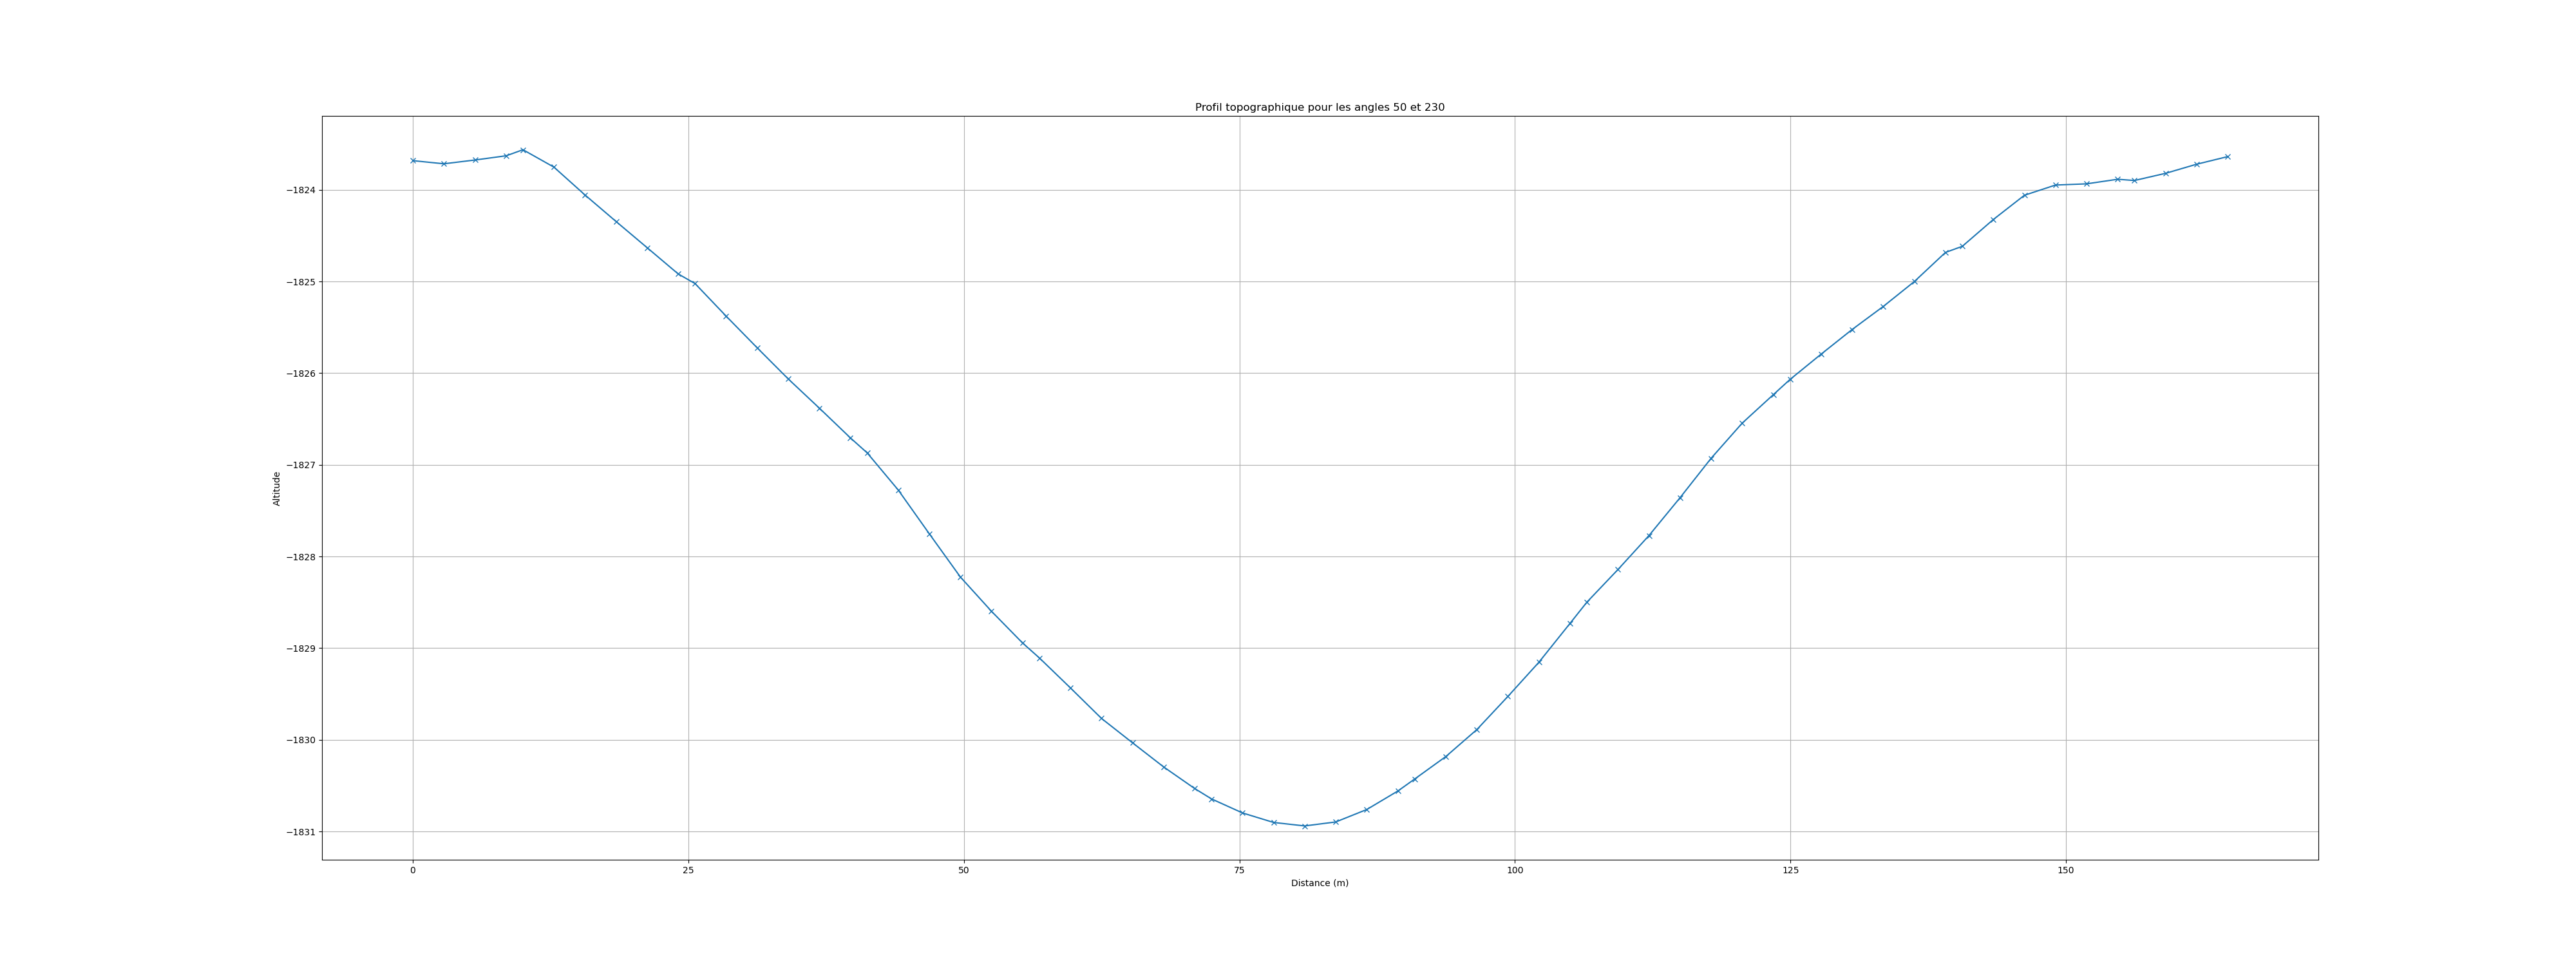 Profil topographique pour les angles 50 et 230
−1824
−1825
−1826
−1827
−1828
−1829
−1830
−1831
Altitude
0 25 50 75 100 125 150
Distance (m)